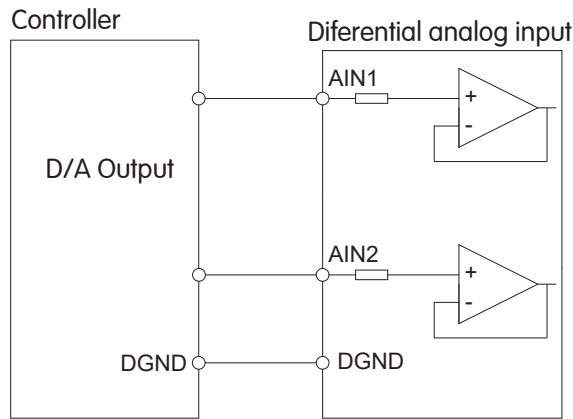 Controller
Diferential analog input
AIN1
+
-
D/A Output
AIN2
+
-
DGND
DGND